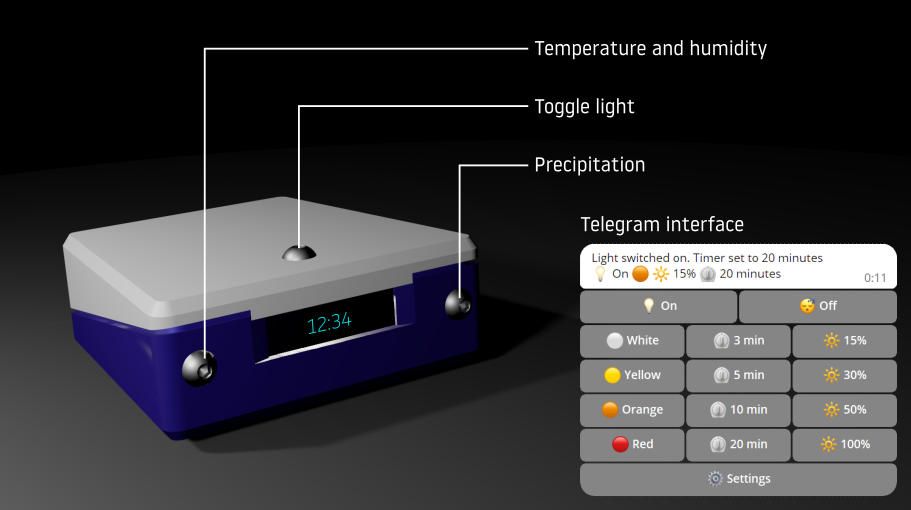 Temperature and humidity
Toggle light
Precipitation
12:34
Telegram interface
Light switched on. Timer set to 20 minutes
💡 On 🟠 🔆 15% ⏲ 20 minutes 0:11
💡 On 😴 Off
⚪ White ⏲ 3 min 🔆 15%
🟡 Yellow ⏲ 5 min 🔆 30%
🟠 Orange ⏲ 10 min 🔆 50%
🔴 Red ⏲ 20 min 🔆 100%
⚙ Settings